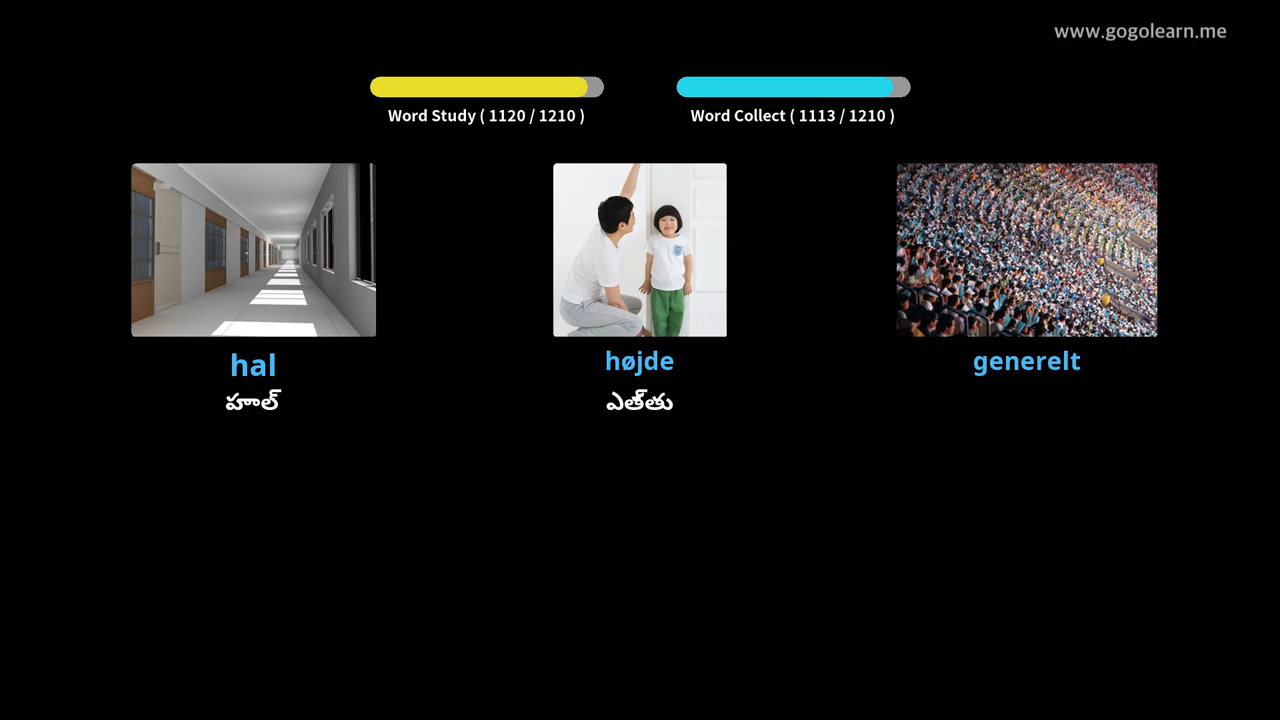 www.gogolearn.me
Word Study ( 1120 / 1210 )
Word Collect ( 1113 / 1210 )
hal
højde
generelt
హాల్
ఎత్తు